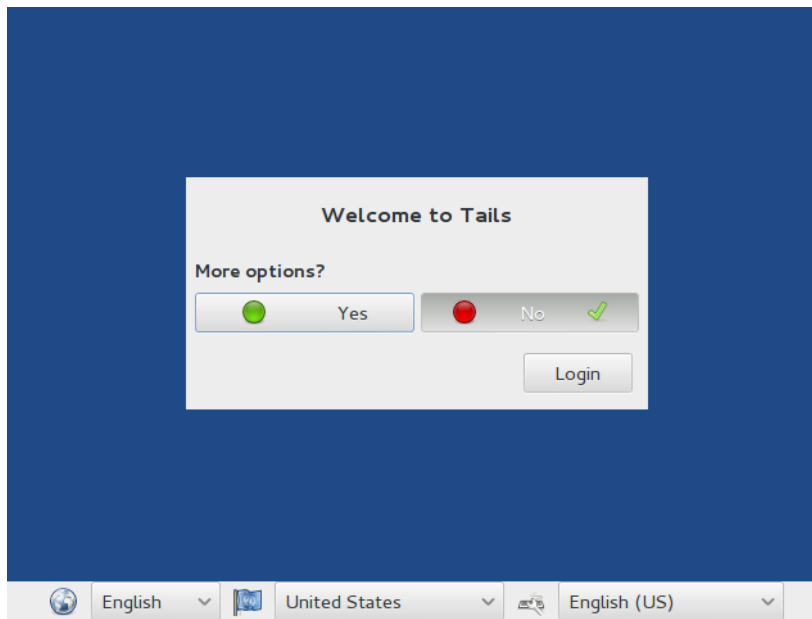 Welcome to Tails
More options?
Yes No
Login
English United States English (US)